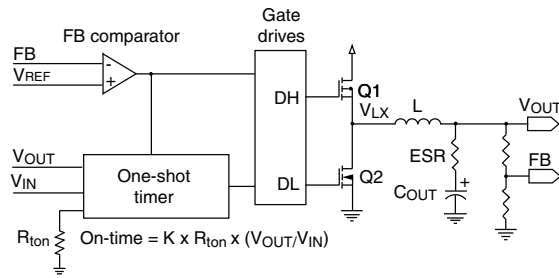 FB comparator
Gate
drives
FB
VREF
-
+
DH
Q1
VLX
L
VOUT
ESR
FB
VOUT
VIN
One-shot
timer
DL
Q2
COUT
+
Rton
On-time = K x Rton x (VOUT/VIN)